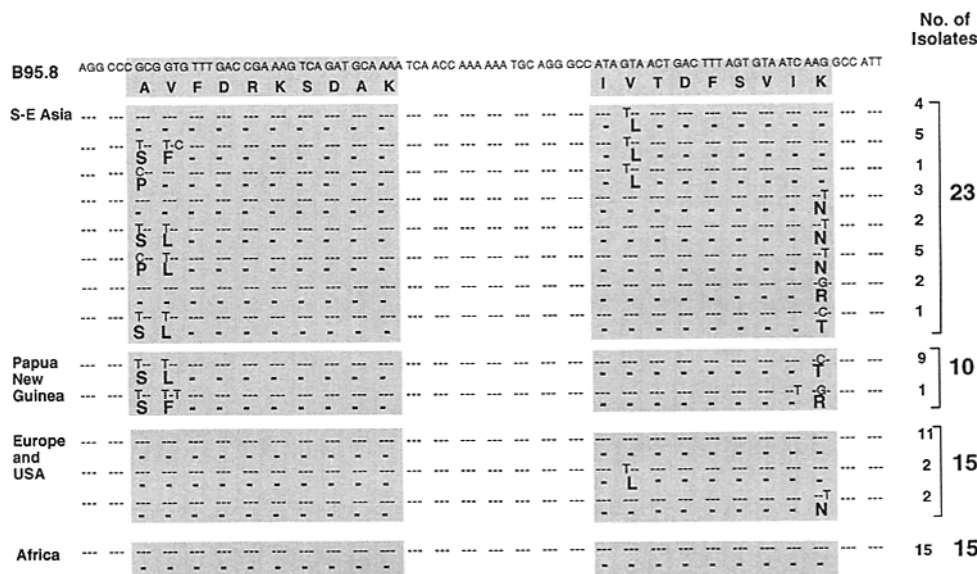 No. of
Isolates
B95.8 AGG CCC GCG GTG TTT GAC CGA AAG TCA GAT GCA AAA TCA ACC AAA AAA TGC AGG GCC ATA GTA ACT GAC TTT AGT GTA ATC AAG GCC ATT
A V F D R K S D A K I V T D F S V I K
S-E Asia --- --- --- --- --- --- --- --- --- --- --- --- --- --- --- --- --- --- --- --- T-- --- --- --- --- --- --- --- --- --- 4
- - - - - - - - - - - L - - - - - - -
--- --- T-- T-C --- --- --- --- --- --- --- --- --- --- --- --- --- --- --- --- T-- --- --- --- --- --- --- --- --- --- 5
S F - - - - - - - - - L - - - - - - -
--- --- C-- --- --- --- --- --- --- --- --- --- --- --- --- --- --- --- --- --- T-- --- --- --- --- --- --- --- --- --- 1
P - - - - - - - - - - L - - - - - - -
--- --- --- --- --- --- --- --- --- --- --- --- --- --- --- --- --- --- --- --- --- --- --- --- --- --- --- --T --- --- 3
- - - - - - - - - - - - - - - - - - N
23
--- --- T-- T-- --- --- --- --- --- --- --- --- --- --- --- --- --- --- --- --- --- --- --- --- --- --- --- --T --- --- 2
S L - - - - - - - - - - - - - - - - N
--- --- C-- T-- --- --- --- --- --- --- --- --- --- --- --- --- --- --- --- --- --- --- --- --- --- --- --- --T --- --- 5
P L - - - - - - - - - - - - - - - - N
--- --- --- --- --- --- --- --- --- --- --- --- --- --- --- --- --- --- --- --- --- --- --- --- --- --- --- -G- --- --- 2
- - - - - - - - - - - - - - - - - - R
--- --- T-- T-- --- --- --- --- --- --- --- --- --- --- --- --- --- --- --- --- --- --- --- --- --- --- --- -C- --- --- 1
S L - - - - - - - - - - - - - - - - T
Papua --- --- T-- T-- --- --- --- --- --- --- --- --- --- --- --- --- --- --- --- --- --- --- --- --- --- --- --- -C- --- --- 9
New S L - - - - - - - - - - - - - - - - T 10
Guinea --- --- T-- T-T --- --- --- --- --- --- --- --- --- --- --- --- --- --- --- --- --- --- --- --- --- --- --T -G- --- --- 1
S F - - - - - - - - - - - - - - - - R
Europe --- --- --- --- --- --- --- --- --- --- --- --- --- --- --- --- --- --- --- --- --- --- --- --- --- --- --- --- --- --- 11
and - - - - - - - - - - - - - - - - - - -
USA --- --- --- --- --- --- --- --- --- --- --- --- --- --- --- --- --- --- --- --- T-- --- --- --- --- --- --- --- --- --- 2 15
- - - - - - - - - - - L - - - - - - -
--- --- --- --- --- --- --- --- --- --- --- --- --- --- --- --- --- --- --- --- --- --- --- --- --- --- --- --T --- --- 2
- - - - - - - - - - - - - - - - - - N
Africa --- --- --- --- --- --- --- --- --- --- --- --- --- --- --- --- --- --- --- --- --- --- --- --- --- --- --- --- --- --- 15 15
- - - - - - - - - - - - - - - - - - -